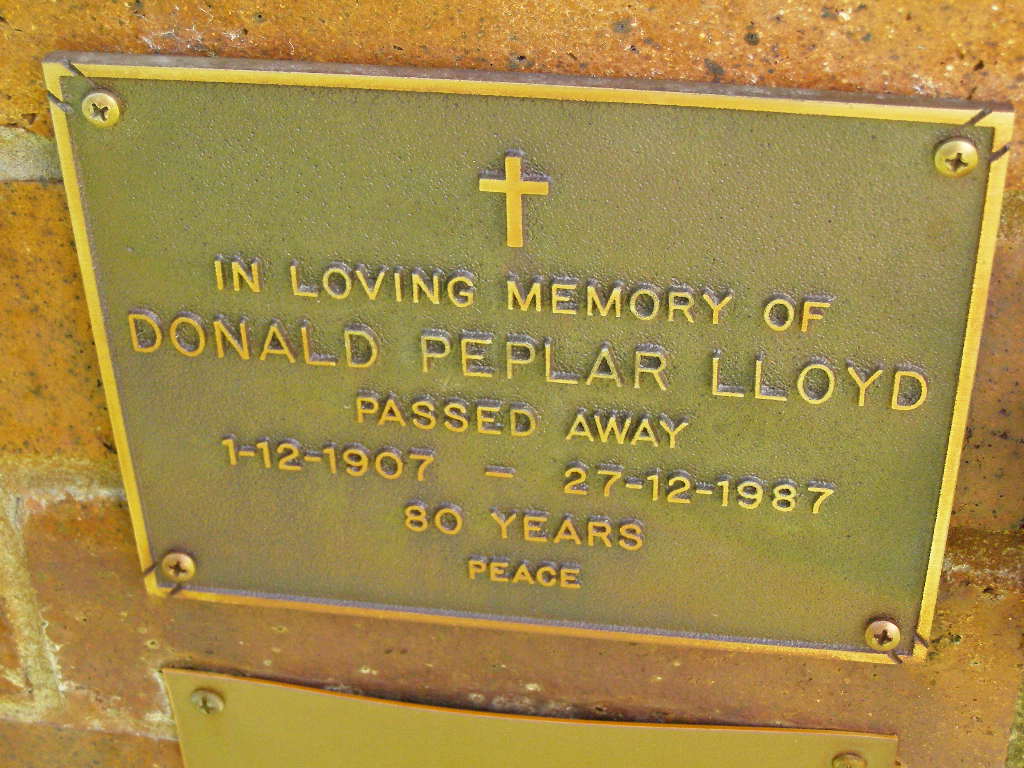 IN LOVING MEMORY OF
DONALD PEPLAR LLOYD
PASSED AWAY
1-12-1907 - 27-12-1987
80 YEARS
PEACE